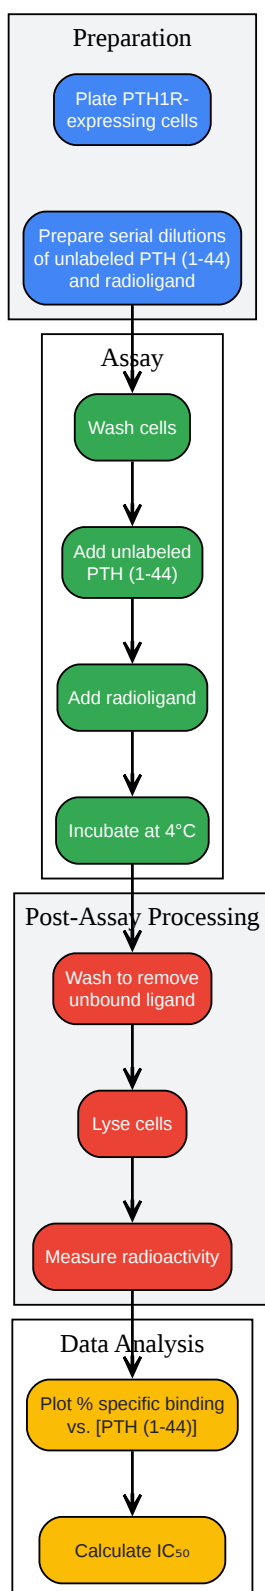 Preparation
Plate PTH1R-
expressing cells
Prepare serial dilutions
of unlabeled PTH (1-44)
and radioligand
Assay
Wash cells
Add unlabeled
PTH (1-44)
Add radioligand
Incubate at 4°C
Post-Assay Processing
Wash to remove
unbound ligand
Lyse cells
Measure radioactivity
Data Analysis
Plot % specific binding
vs. [PTH (1-44)]
Calculate IC₅₀